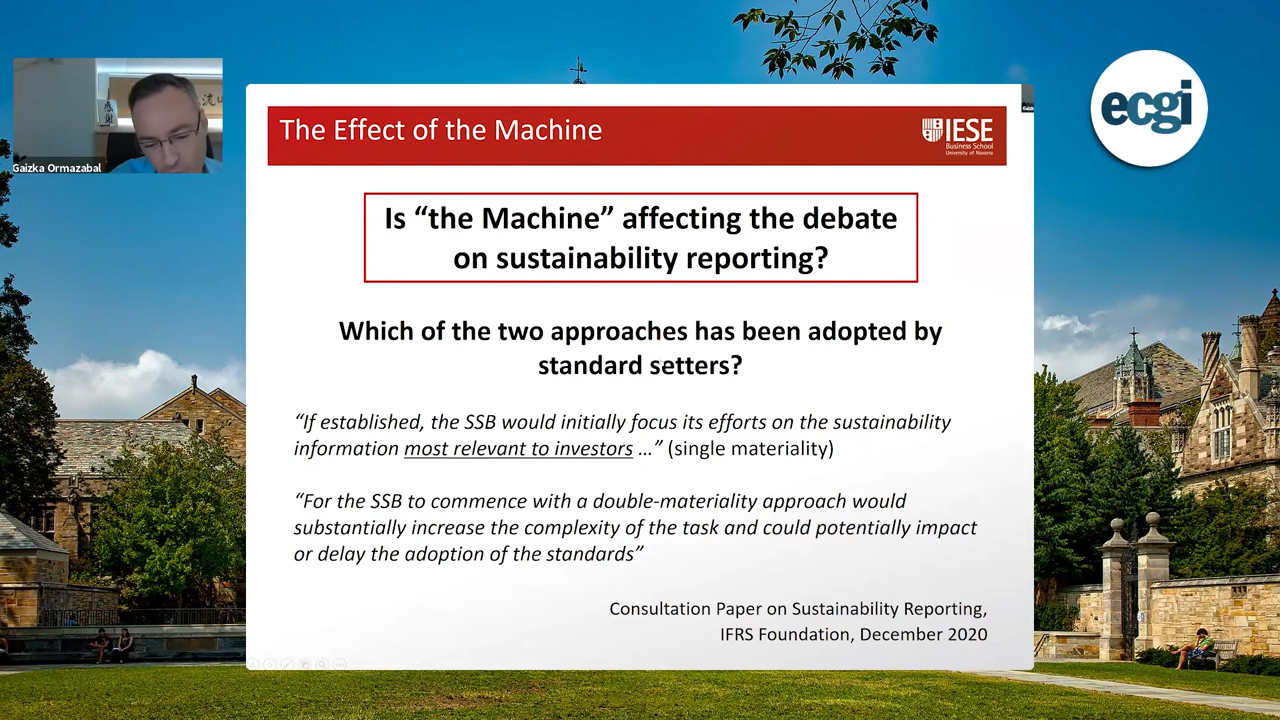 The Effect of the Machine
IESE
Business School
University of Navarra
ecgi
Gaizka Ormazabal
Is “the Machine” affecting the debate
on sustainability reporting?
Which of the two approaches has been adopted by
standard setters?
“If established, the SSB would initially focus its efforts on the sustainability
information most relevant to investors …” (single materiality)
“For the SSB to commence with a double-materiality approach would
substantially increase the complexity of the task and could potentially impact
or delay the adoption of the standards”
Consultation Paper on Sustainability Reporting,
IFRS Foundation, December 2020